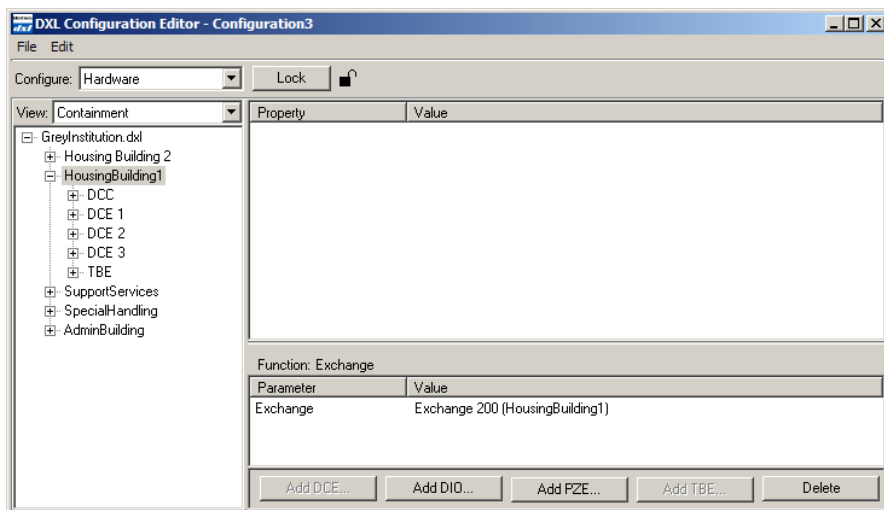 DXL Configuration Editor - Configuration3
File Edit
Configure: Hardware Lock
View: Containment
Property Value
GreyInstitution.dxl
Housing Building 2
HousingBuilding1
DCC
DCE 1
DCE 2
DCE 3
TBE
SupportServices
SpecialHandling
AdminBuilding
Function: Exchange
Parameter Value
Exchange Exchange 200 (HousingBuilding1)
Add DCE... Add DIO... Add PZE... Add TBE... Delete